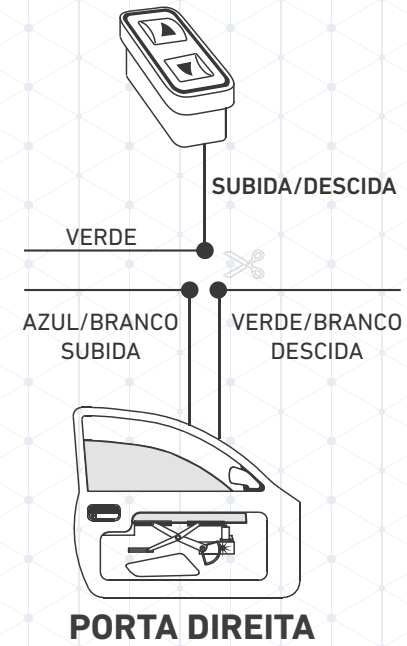 SUBIDA/DESCIDA
VERDE
AZUL/BRANCO
SUBIDA
VERDE/BRANCO
DESCIDA
PORTA DIREITA